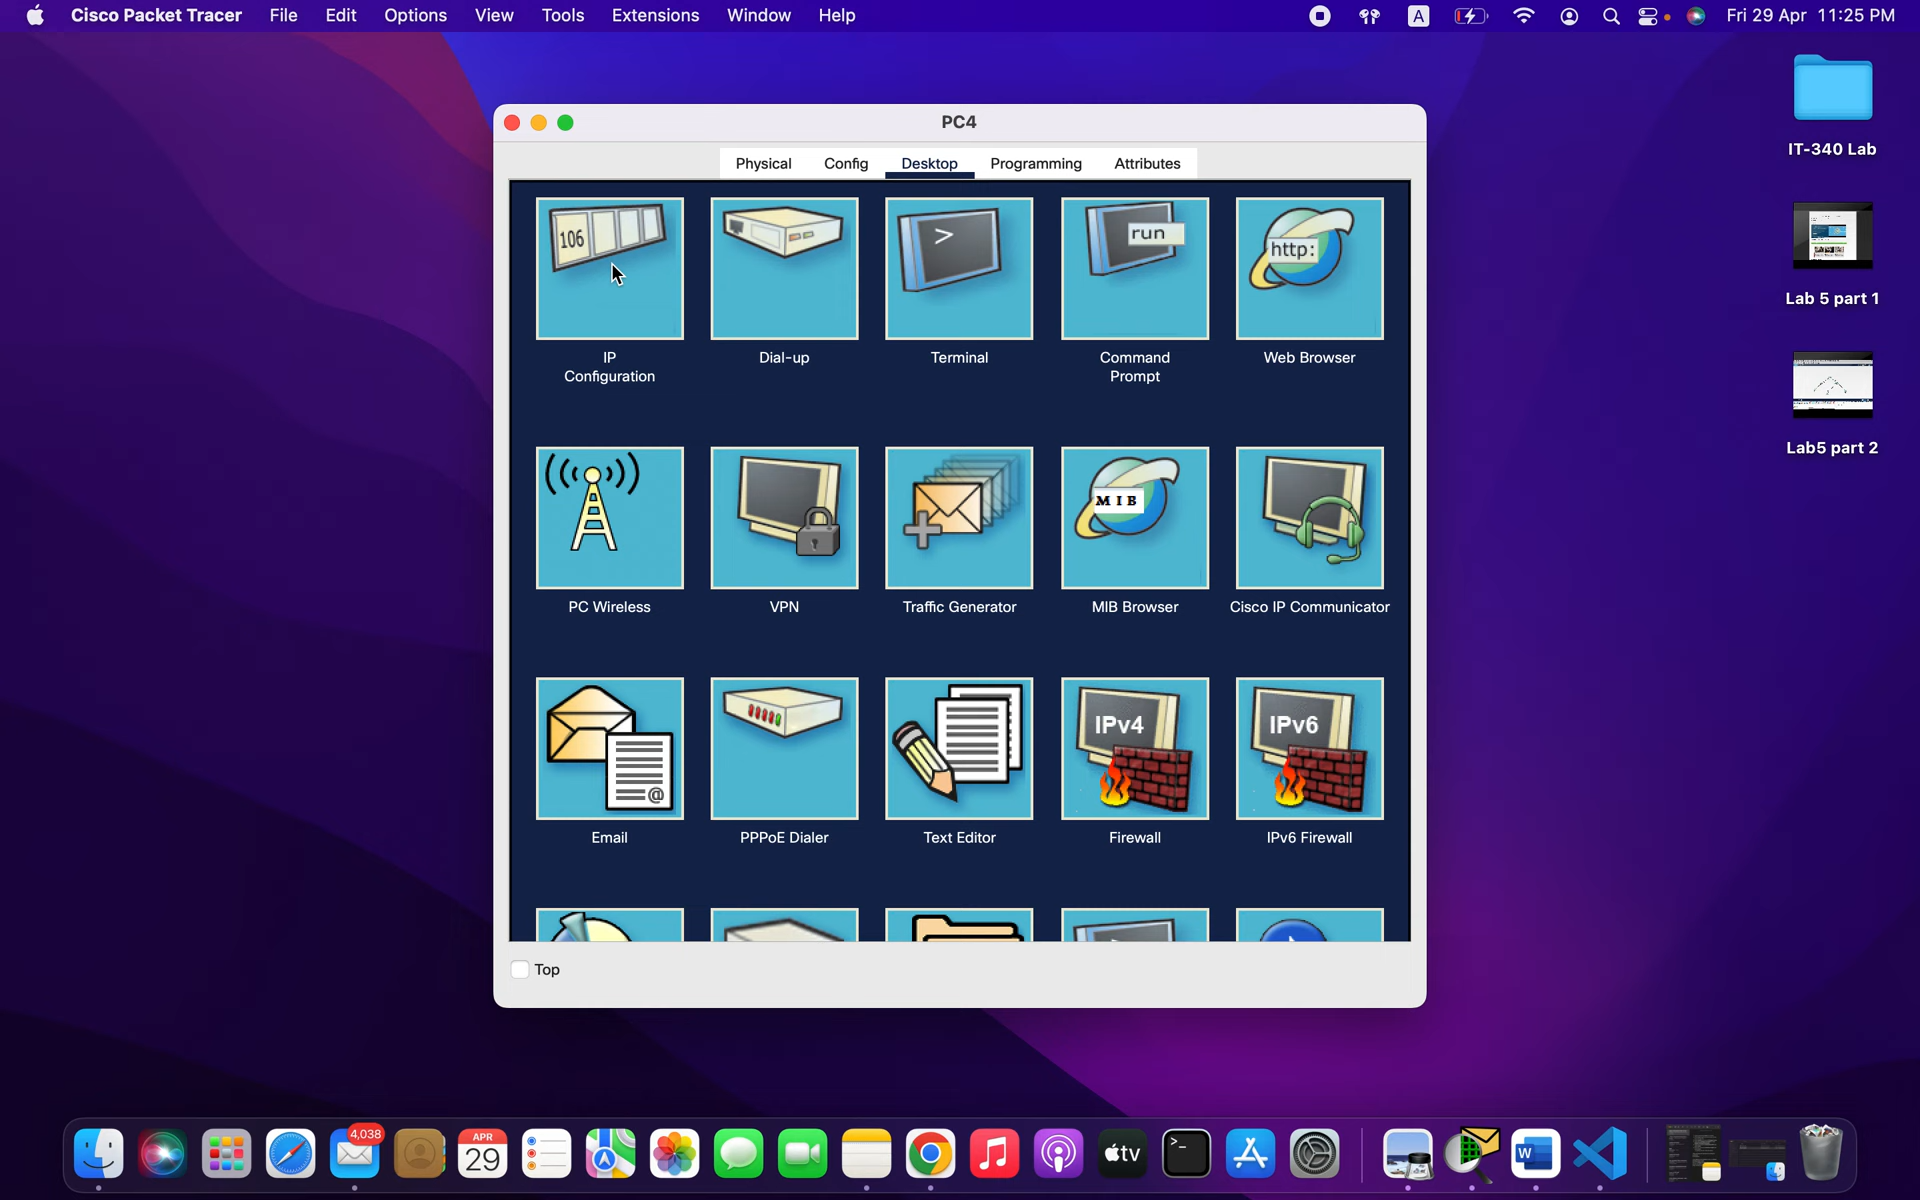 Cisco Packet Tracer File Edit Options View Tools Extensions Window Help A Fri 29 Apr 11:25 PM
IT-340 Lab
Lab 5 part 1
Lab5 part 2
PC4
Physical Config Desktop Programming Attributes
106
>
run
http:
IP
Configuration
Dial-up
Terminal
Command
Prompt
Web Browser
MIB
PC Wireless
VPN
Traffic Generator
MIB Browser
Cisco IP Communicator
@
IPv4
IPv6
Email
PPPoE Dialer
Text Editor
Firewall
IPv6 Firewall
Top
4,038
APR
29
tv
>_
W